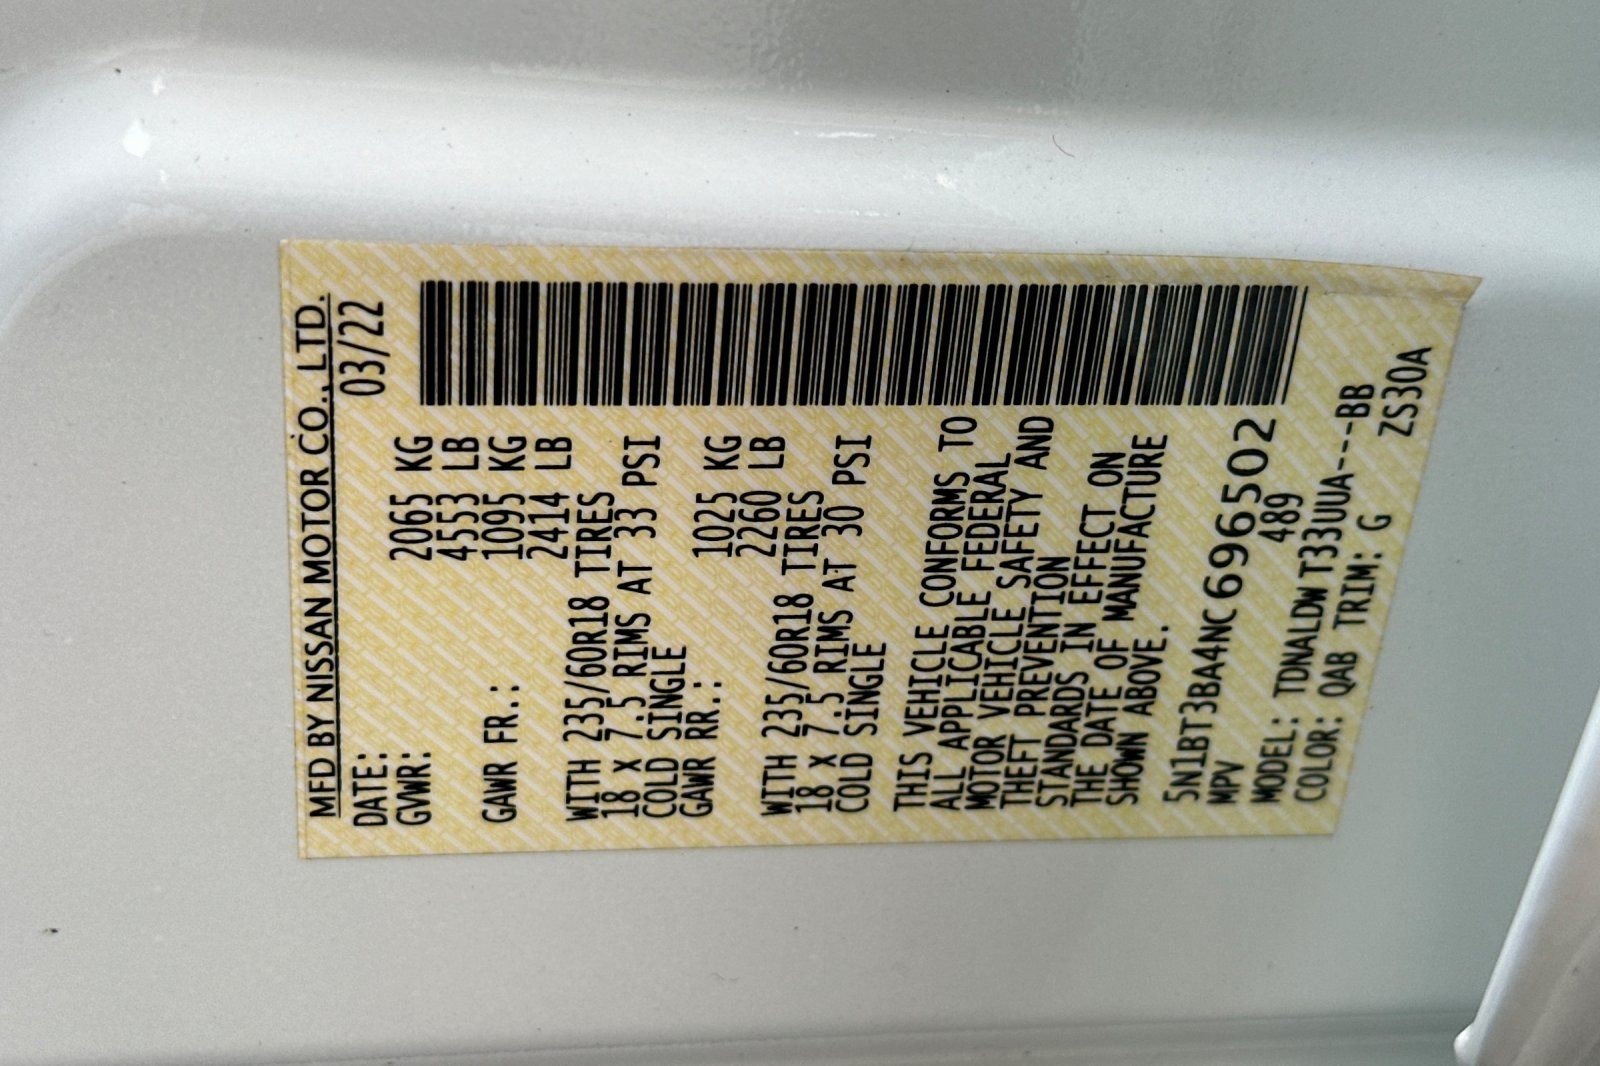 MFD BY NISSAN MOTOR CO., LTD.
DATE: 03/22
GVWR: 2065 KG
4553 LB
GAWR FR.: 1095 KG
2414 LB
WITH 235/60R18 TIRES
18 X 7.5 RIMS AT 33 PSI
COLD SINGLE
GAWR RR.: 1025 KG
2260 LB
WITH 235/60R18 TIRES
18 X 7.5 RIMS AT 30 PSI
COLD SINGLE
THIS VEHICLE CONFORMS TO
ALL APPLICABLE FEDERAL
MOTOR VEHICLE SAFETY AND
THEFT PREVENTION
STANDARDS IN EFFECT ON
THE DATE OF MANUFACTURE
SHOWN ABOVE.
5N1BT3BA4NC696502
MPV 489
MODEL: TDNALDW T33UUA---BB
COLOR: QAB TRIM: G ZS30A